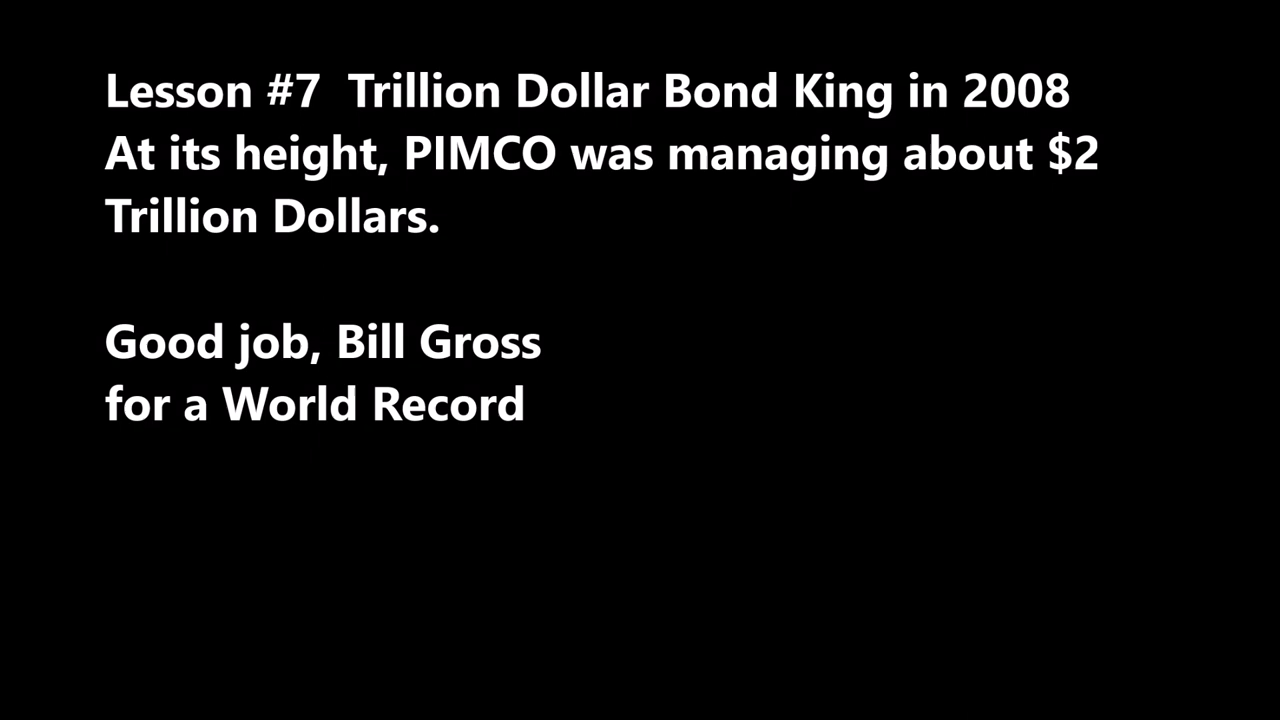 Lesson #7  Trillion Dollar Bond King in 2008
At its height, PIMCO was managing about $2
Trillion Dollars.
Good job, Bill Gross
for a World Record